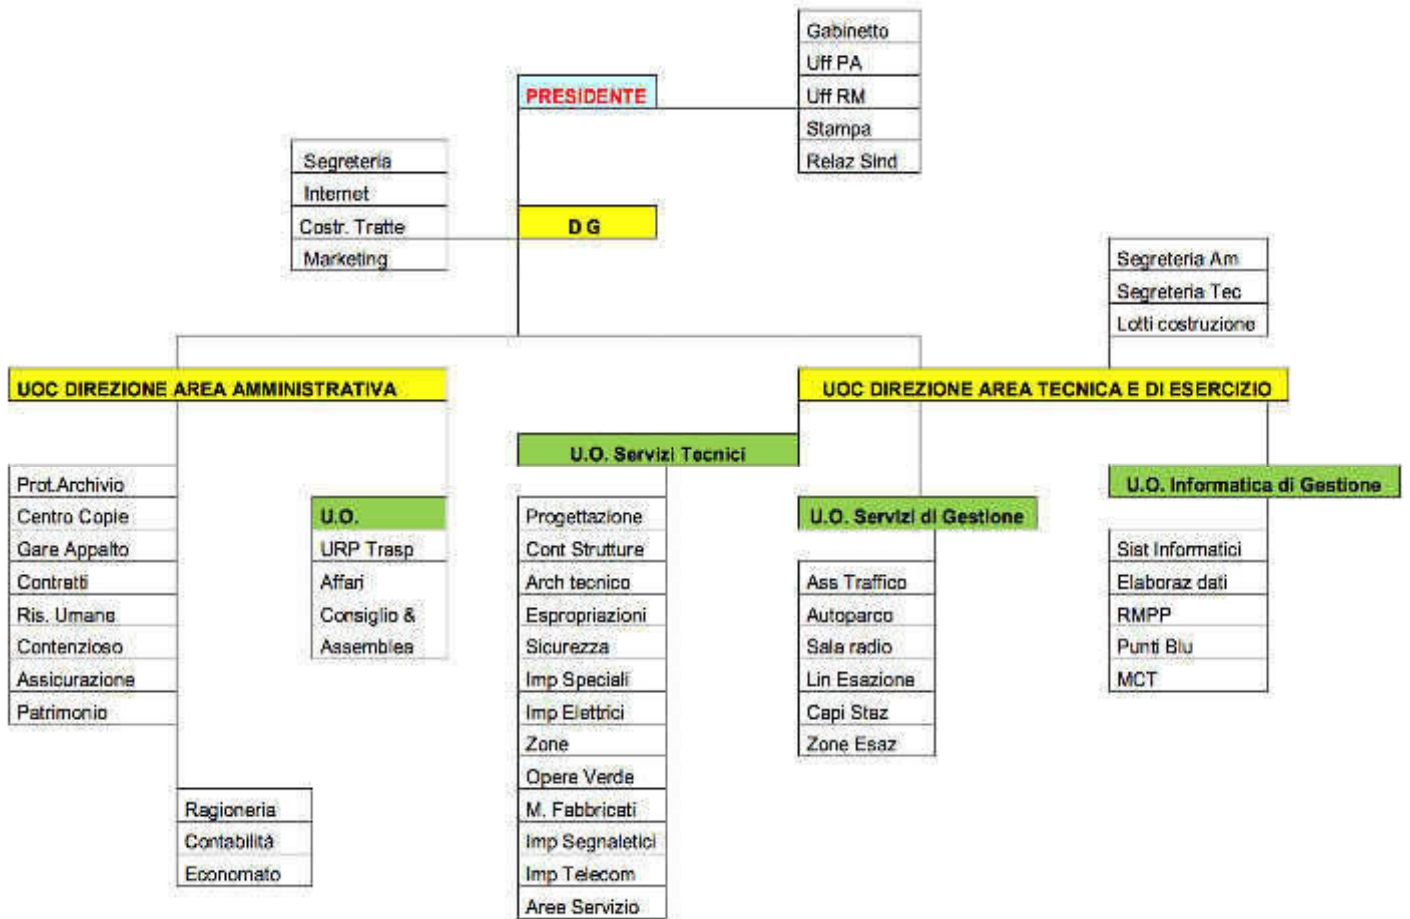 Gabinetto
Uff PA
PRESIDENTE
Uff RM
Stampa
Relaz Sind
Segreteria
Internet
Costr. Tratte
Marketing
D G
Segreteria Am
Segreteria Tec
Lotti costruzione
UOC DIREZIONE AREA AMMINISTRATIVA
UOC DIREZIONE AREA TECNICA E DI ESERCIZIO
Prot.Archivio
Centro Copie
Gare Appalto
Contratti
Ris. Umane
Contenzioso
Assicurazione
Patrimonio
Ragioneria
Contabilità
Economato
U.O.
URP Trasp
Affari
Consiglio &
Assemblea
U.O. Servizi Tecnici
Progettazione
Cont Strutture
Arch tecnico
Espropriazioni
Sicurezza
Imp Speciali
Imp Elettrici
Zone
Opere Verde
M. Fabbricati
Imp Segnaletici
Imp Telecom
Aree Servizio
U.O. Servizi di Gestione
Ass Traffico
Autoparco
Sala radio
Lin Esazione
Capi Staz
Zone Esaz
U.O. Informatica di Gestione
Sist Informatici
Elaboraz dati
RMPP
Punti Blu
MCT